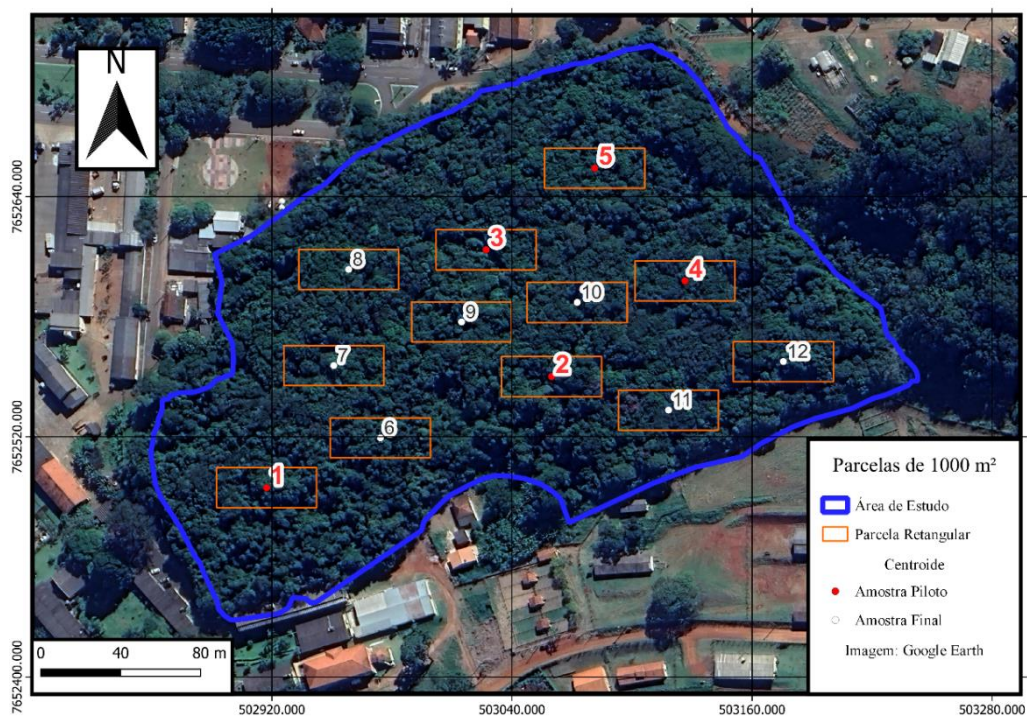 N
5
7652640.000
3
8
4
10
9
12
7
2
11
6
7652520.000
1
Parcelas de 1000 m²
Área de Estudo
Parcela Retangular
Centroide
Amostra Piloto
Amostra Final
Imagem: Google Earth
0 40 80 m
7652400.000
502920.000 503040.000 503160.000 503280.000